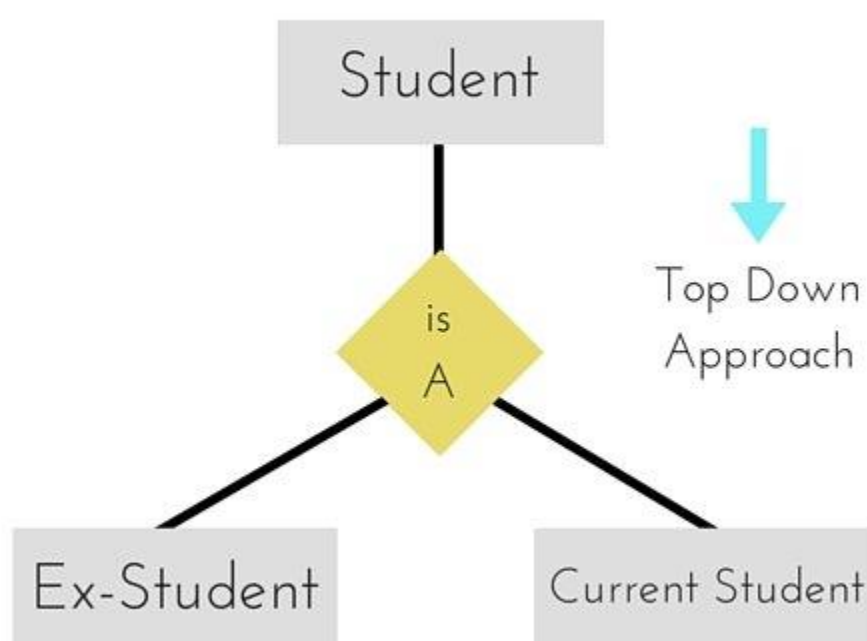 Student
is
A
Top Down
Approach
Ex-Student
Current Student